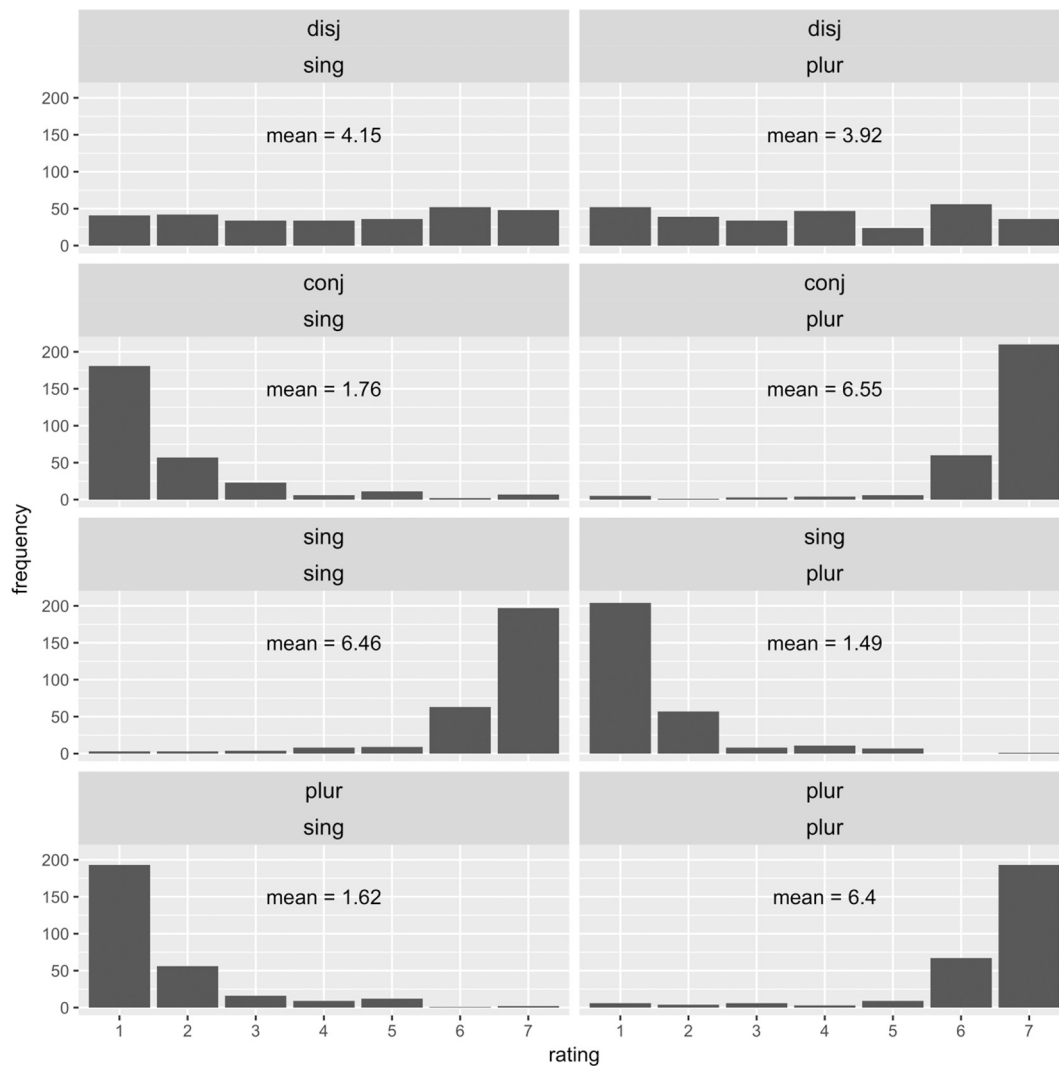 disj disj
sing plur
200
150
100
50
0
mean = 4.15 mean = 3.92
conj conj
sing plur
200
150
100
50
0
mean = 1.76 mean = 6.55
sing sing
sing plur
200
150
100
50
0
mean = 6.46 mean = 1.49
plur plur
sing plur
200
150
100
50
0
mean = 1.62 mean = 6.4
frequency
1 2 3 4 5 6 7 1 2 3 4 5 6 7
rating